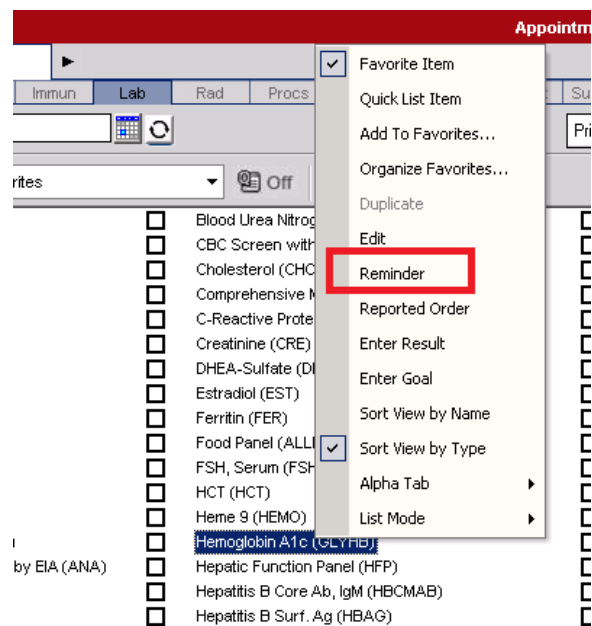 Appointm
Immun Lab Rad Procs Su
Pri
rites Off
Favorite Item
Quick List Item
Add To Favorites...
Organize Favorites...
Duplicate
Edit
Reminder
Reported Order
Enter Result
Enter Goal
Sort View by Name
Sort View by Type
Alpha Tab
List Mode
Blood Urea Nitrog
CBC Screen with
Cholesterol (CHO
Comprehensive M
C-Reactive Prote
Creatinine (CRE)
DHEA-Sulfate (D
Estradiol (EST)
Ferritin (FER)
Food Panel (ALL
FSH, Serum (FSH
HCT (HCT)
Heme 9 (HEMO)
Hemoglobin A1c (GLYHB)
by EIA (ANA) Hepatic Function Panel (HFP)
Hepatitis B Core Ab, IgM (HBCMAB)
Hepatitis B Surf. Ag (HBAG)